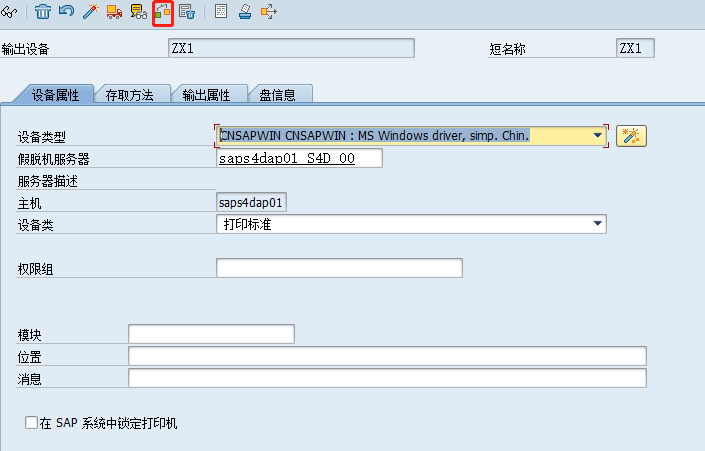 输出设备 ZX1 短名称 ZX1
设备属性 存取方法 输出属性 盘信息
设备类型 CNSAPWIN CNSAPWIN : MS Windows driver, simp. Chin.
假脱机服务器 saps4dap01_S4D_00
服务器描述
主机 saps4dap01
设备类 打印标准
权限组
模块
位置
消息
在 SAP 系统中锁定打印机